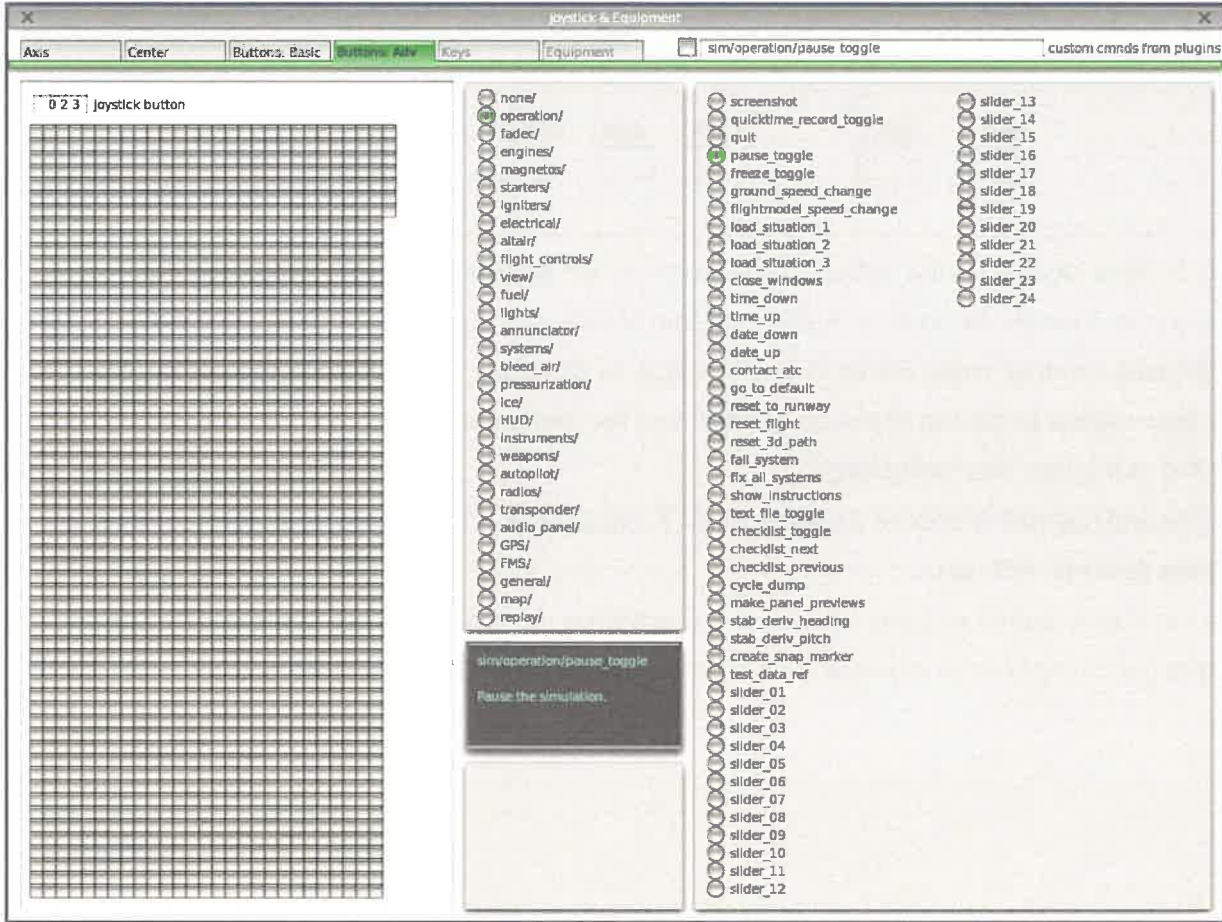 Joystick & Equipment
Axis
Center
Buttons: Basic
Buttons: Adv
Keys
Equipment
sim/operation/pause_toggle
custom cmnds from plugins
0 2 3 joystick button
none/
operation/
fadec/
engines/
magnetos/
starters/
igniters/
electrical/
altair/
flight_controls/
view/
fuel/
lights/
annunciator/
systems/
bleed_air/
pressurization/
ice/
HUD/
instruments/
weapons/
autopilot/
radios/
transponder/
audio_panel/
GPS/
FMS/
general/
map/
replay/
sim/operation/pause_toggle
Pause the simulation.
screenshot
quicktime_record_toggle
quit
pause_toggle
freeze_toggle
ground_speed_change
flightmodel_speed_change
load_situation_1
load_situation_2
load_situation_3
close_windows
time_down
time_up
date_down
date_up
contact_atc
go_to_default
reset_to_runway
reset_flight
reset_3d_path
fail_system
fix_all_systems
show_instructions
text_file_toggle
checklist_toggle
checklist_next
checklist_previous
cycle_dump
make_panel_previews
stab_deriv_heading
stab_deriv_pitch
create_snap_marker
test_data_ref
slider_01
slider_02
slider_03
slider_04
slider_05
slider_06
slider_07
slider_08
slider_09
slider_10
slider_11
slider_12
slider_13
slider_14
slider_15
slider_16
slider_17
slider_18
slider_19
slider_20
slider_21
slider_22
slider_23
slider_24